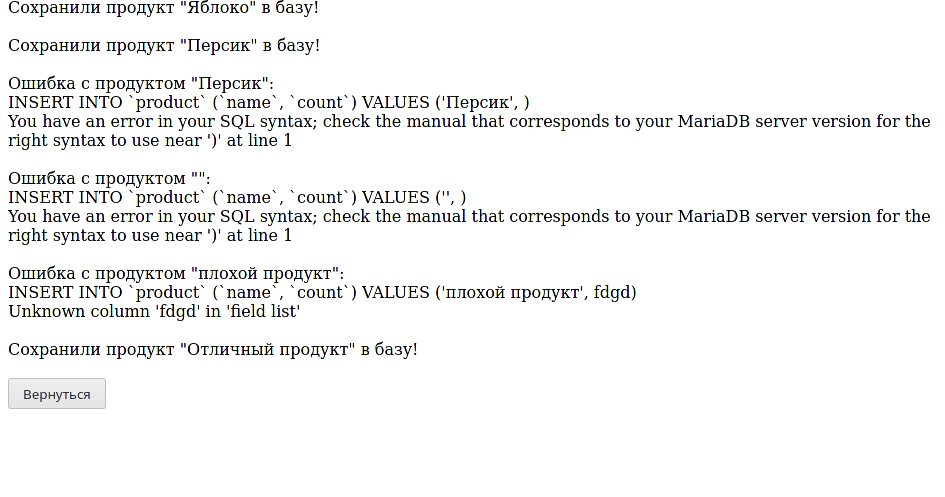 Сохранили продукт "Яблоко" в базу!
Сохранили продукт "Персик" в базу!
Ошибка с продуктом "Персик":
INSERT INTO `product` (`name`, `count`) VALUES ('Персик', )
You have an error in your SQL syntax; check the manual that corresponds to your MariaDB server version for the
right syntax to use near ')' at line 1
Ошибка с продуктом "":
INSERT INTO `product` (`name`, `count`) VALUES ('', )
You have an error in your SQL syntax; check the manual that corresponds to your MariaDB server version for the
right syntax to use near ')' at line 1
Ошибка с продуктом "плохой продукт":
INSERT INTO `product` (`name`, `count`) VALUES ('плохой продукт', fdgd)
Unknown column 'fdgd' in 'field list'
Сохранили продукт "Отличный продукт" в базу!
Вернуться